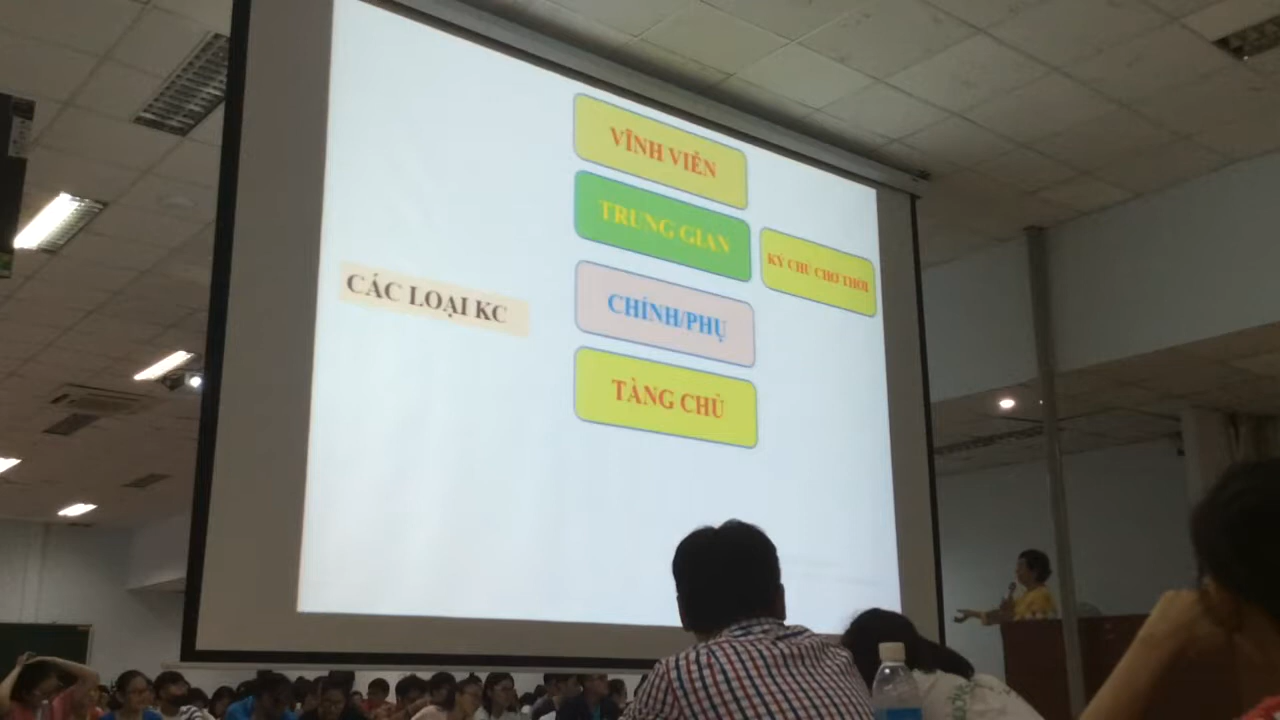 VĨNH VIỄN
TRUNG GIAN
KÝ CHỦ CHỜ THỜI
CÁC LOẠI KC
CHÍNH/PHỤ
TÀNG CHỦ